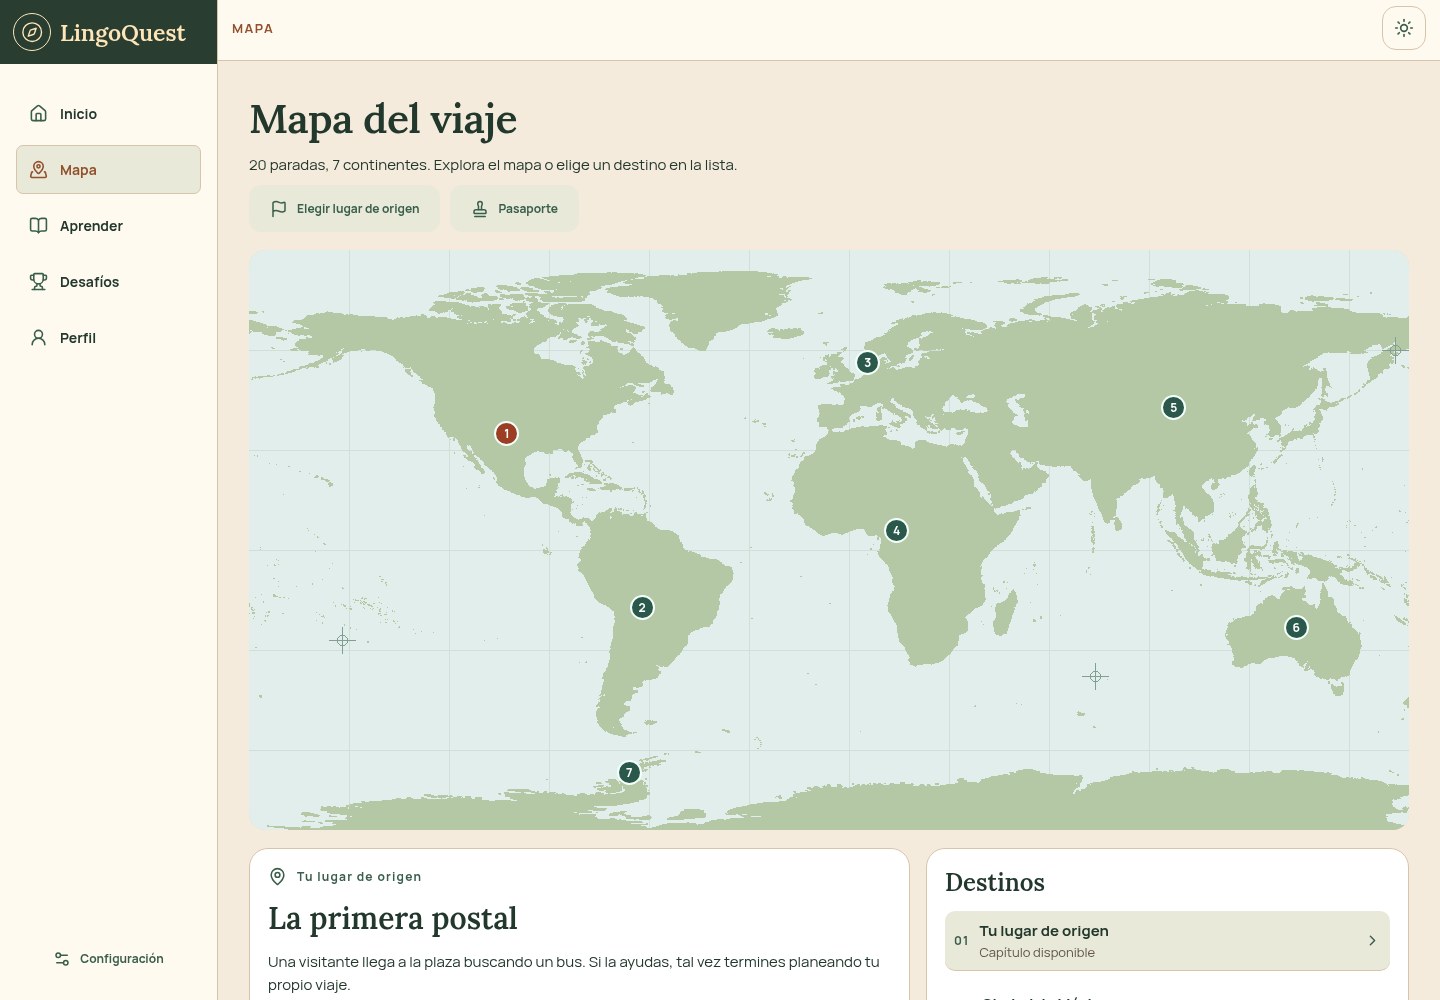 LingoQuest
MAPA
Inicio
Mapa
Aprender
Desafíos
Perfil
Configuración
Mapa del viaje
20 paradas, 7 continentes. Explora el mapa o elige un destino en la lista.
Elegir lugar de origen
Pasaporte
3
5
1
4
2
6
7
Tu lugar de origen
La primera postal
Una visitante llega a la plaza buscando un bus. Si la ayudas, tal vez termines planeando tu
propio viaje.
Destinos
01
Tu lugar de origen
Capítulo disponible